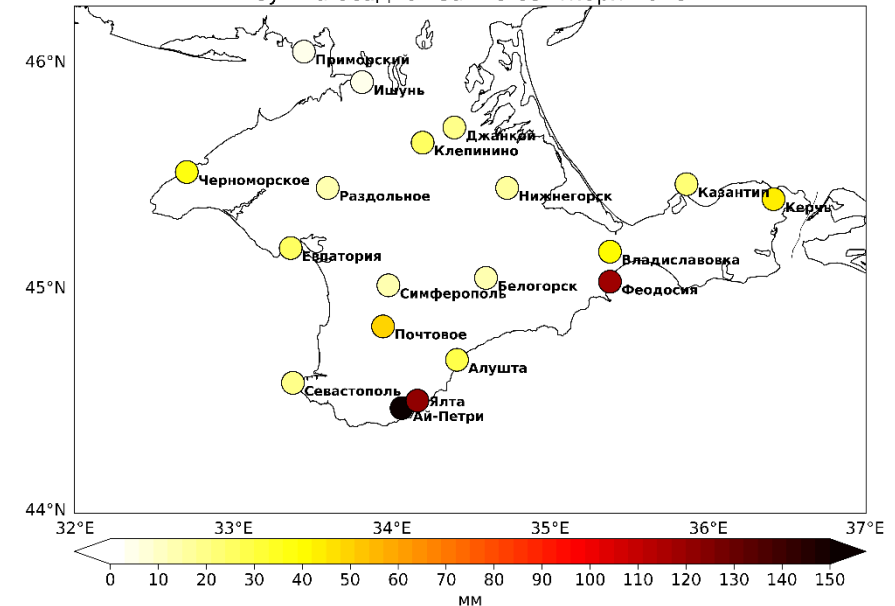 46°N
Приморский
Ишунь
Джанкой
Клепинино
Черноморское
Раздольное
Нижнегорск
Казантип
Керчь
Евпатория
Владиславовка
45°N
Симферополь
Белогорск
Феодосия
Почтовое
Алушта
Севастополь
Ялта
Ай-Петри
44°N
32°E 33°E 34°E 35°E 36°E 37°E
0 10 20 30 40 50 60 70 80 90 100 110 120 130 140 150
мм